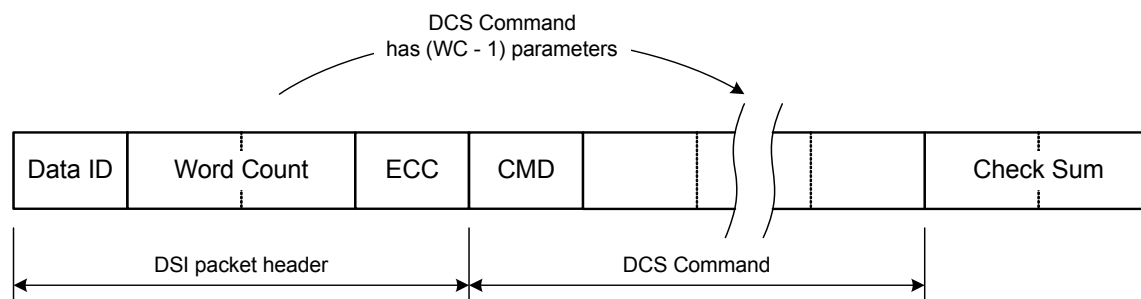 DCS Command
has (WC - 1) parameters
Data ID
Word Count
ECC
CMD
Check Sum
DSI packet header
DCS Command